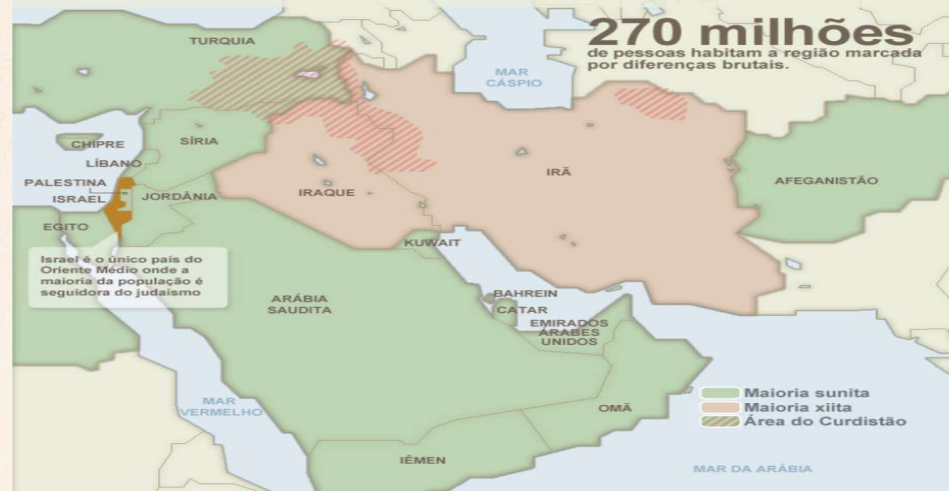 270 milhões
de pessoas habitam a região marcada
por diferenças brutais.
TURQUIA
MAR
CÁSPIO
CHIPRE
SÍRIA
LÍBANO
PALESTINA
ISRAEL
JORDÂNIA
IRAQUE
IRÃ
AFEGANISTÃO
EGITO
KUWAIT
Israel é o único país do
Oriente Médio onde a
maioria da população é
seguidora do judaísmo
ARÁBIA
SAUDITA
BAHREIN
CATAR
EMIRADOS
ÁRABES
UNIDOS
MAR
VERMELHO
OMÃ
IÊMEN
Maioria sunita
Maioria xiita
Área do Curdistão
MAR DA ARÁBIA